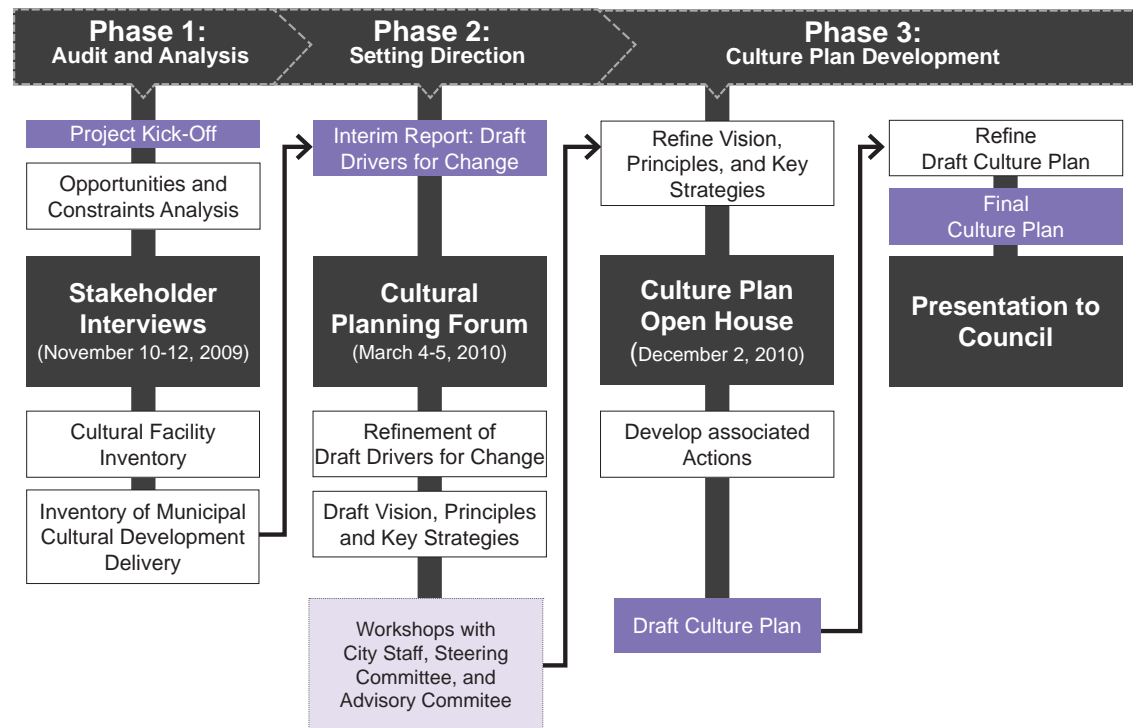 Phase 1:
Audit and Analysis
Phase 2:
Setting Direction
Phase 3:
Culture Plan Development
Project Kick-Off
Opportunities and
Constraints Analysis
Stakeholder
Interviews
(November 10-12, 2009)
Cultural Facility
Inventory
Inventory of Municipal
Cultural Development
Delivery
Interim Report: Draft
Drivers for Change
Cultural
Planning Forum
(March 4-5, 2010)
Refinement of
Draft Drivers for Change
Draft Vision, Principles
and Key Strategies
Workshops with
City Staff, Steering
Committee, and
Advisory Commitee
Refine Vision,
Principles, and Key
Strategies
Culture Plan
Open House
(December 2, 2010)
Develop associated
Actions
Draft Culture Plan
Refine
Draft Culture Plan
Final
Culture Plan
Presentation to
Council